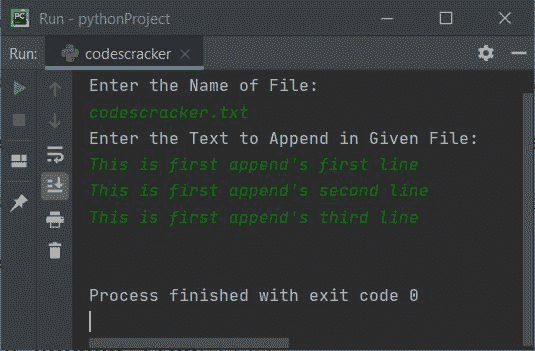 PC
Run - pythonProject
Run:
codescracker
Enter the Name of File:
codescracker.txt
Enter the Text to Append in Given File:
This is first append's first line
This is first append's second line
This is first append's third line
Process finished with exit code 0